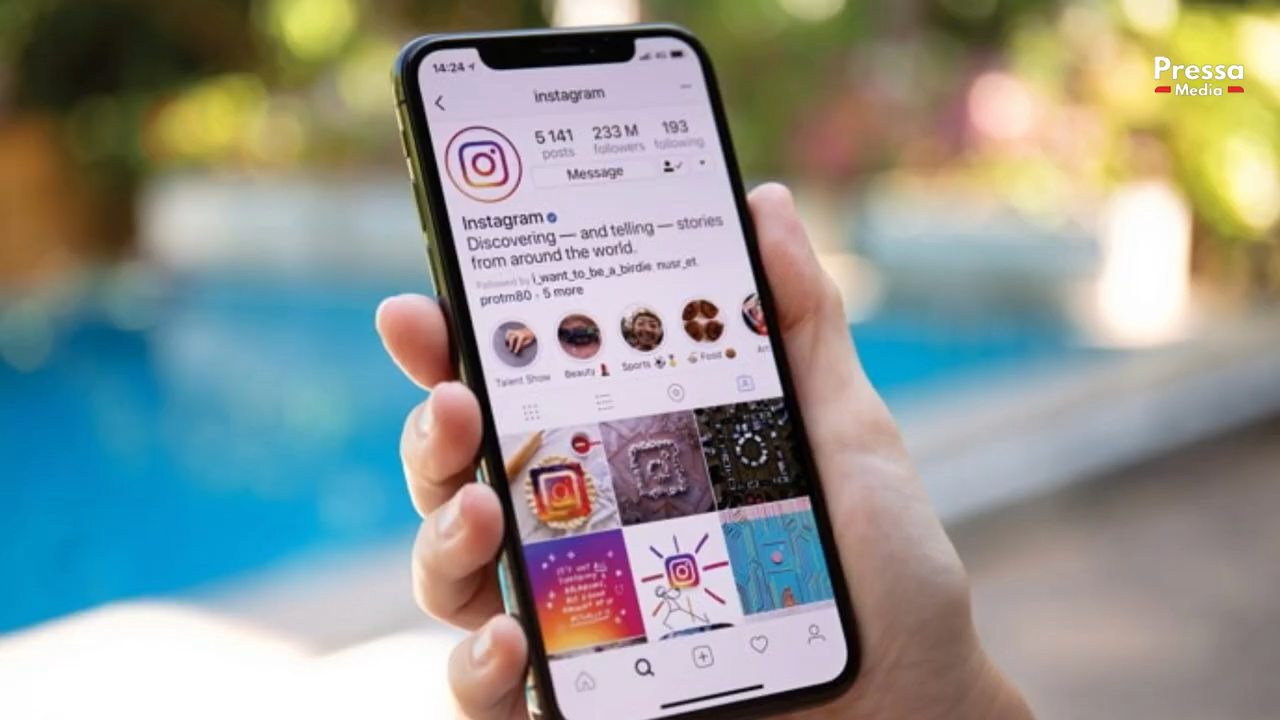 Pressa
Media
14:24
instagram
5 141 233 M 193
posts followers following
Message
Instagram
Discovering — and telling — stories
from around the world.
Followed by i_want_to_be_a_birdie, nusr_et,
protm80 + 5 more
Talent Show Beauty Sports Food